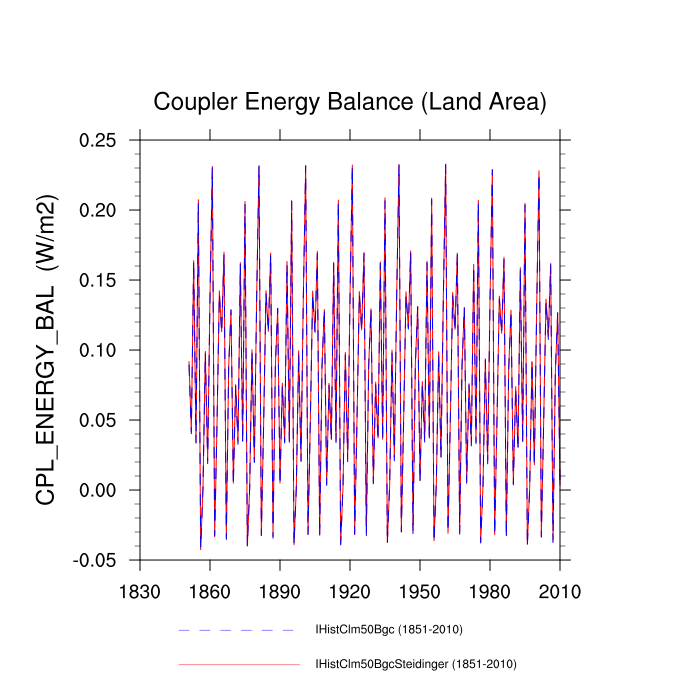 Coupler Energy Balance (Land Area)
CPL_ENERGY_BAL (W/m2)
0.25
0.20
0.15
0.10
0.05
0.00
-0.05
1830 1860 1890 1920 1950 1980 2010
IHistClm50Bgc (1851-2010)
IHistClm50BgcSteidinger (1851-2010)